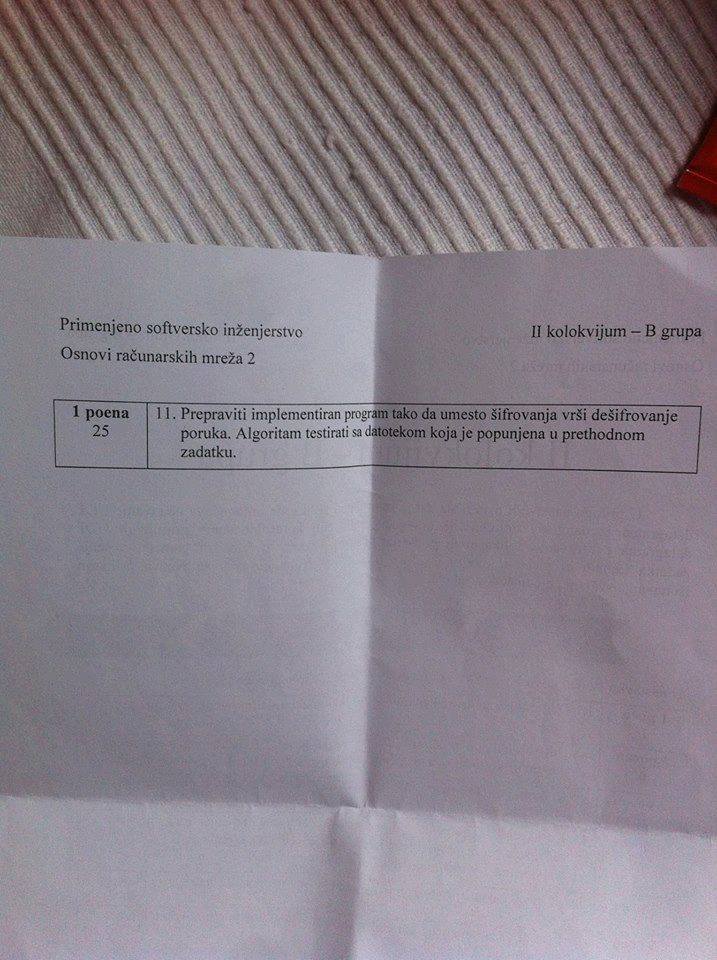 Primenjeno softversko inženjerstvo
II kolokvijum – B grupa
Osnovi računarskih mreža 2
1 poena
25
11. Prepraviti implementiran program tako da umesto šifrovanja vrši dešifrovanje
poruka. Algoritam testirati sa datotekom koja je popunjena u prethodnom
zadatku.